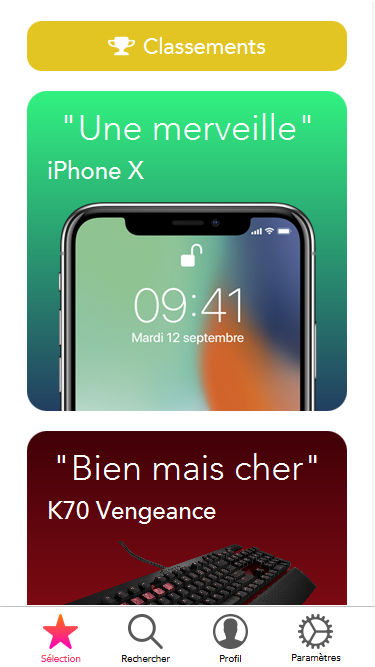 Classements
"Une merveille"
iPhone X
09:41
Mardi 12 septembre
"Bien mais cher"
K70 Vengeance
Sélection Rechercher Profil Paramètres